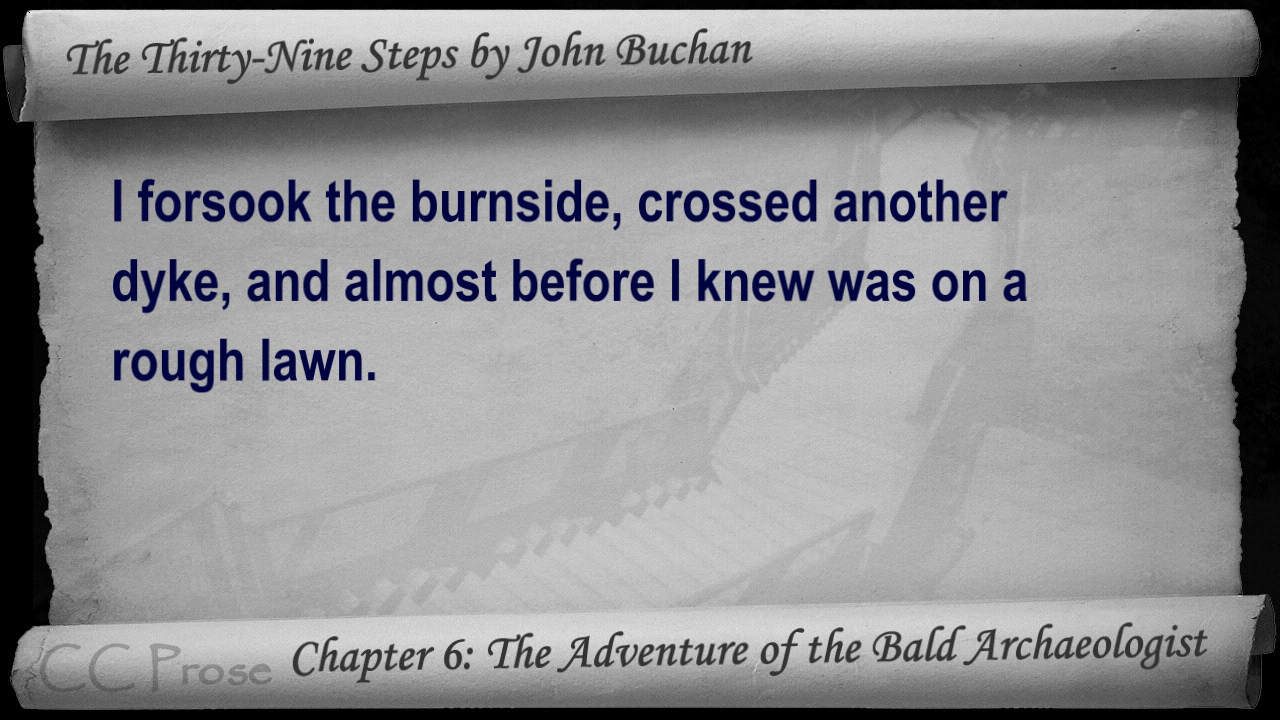 The Thirty-Nine Steps by John Buchan
I forsook the burnside, crossed another
dyke, and almost before I knew was on a
rough lawn.
CC Prose
Chapter 6: The Adventure of the Bald Archaeologist